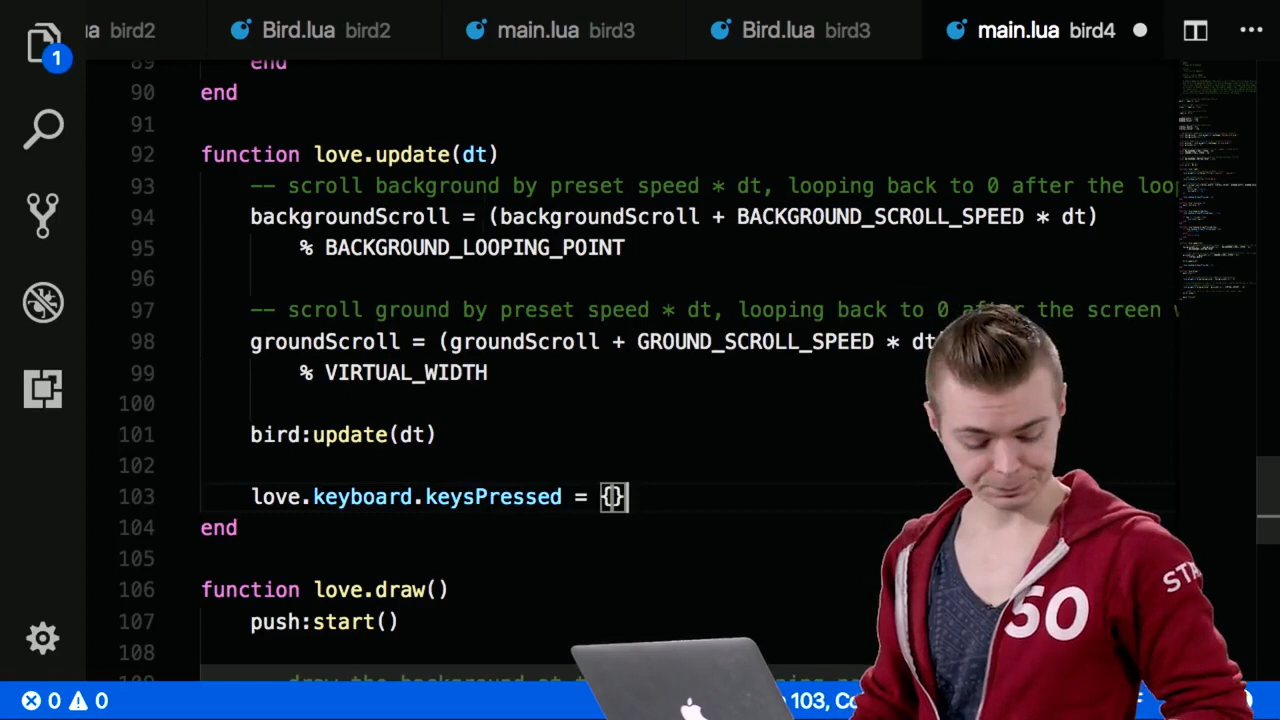 ua bird2
Bird.lua bird2
main.lua bird3
Bird.lua bird3
main.lua bird4
1
89 end
90 end
91
92 function love.update(dt)
93 -- scroll background by preset speed * dt, looping back to 0 after the loop
94 backgroundScroll = (backgroundScroll + BACKGROUND_SCROLL_SPEED * dt)
95 % BACKGROUND_LOOPING_POINT
96
97 -- scroll ground by preset speed * dt, looping back to 0 after the screen w
98 groundScroll = (groundScroll + GROUND_SCROLL_SPEED * dt)
99 % VIRTUAL_WIDTH
100
101 bird:update(dt)
102
103 love.keyboard.keysPressed = {}
104 end
105
106 function love.draw()
107 push:start()
108
0 0
103, Co
STA
50